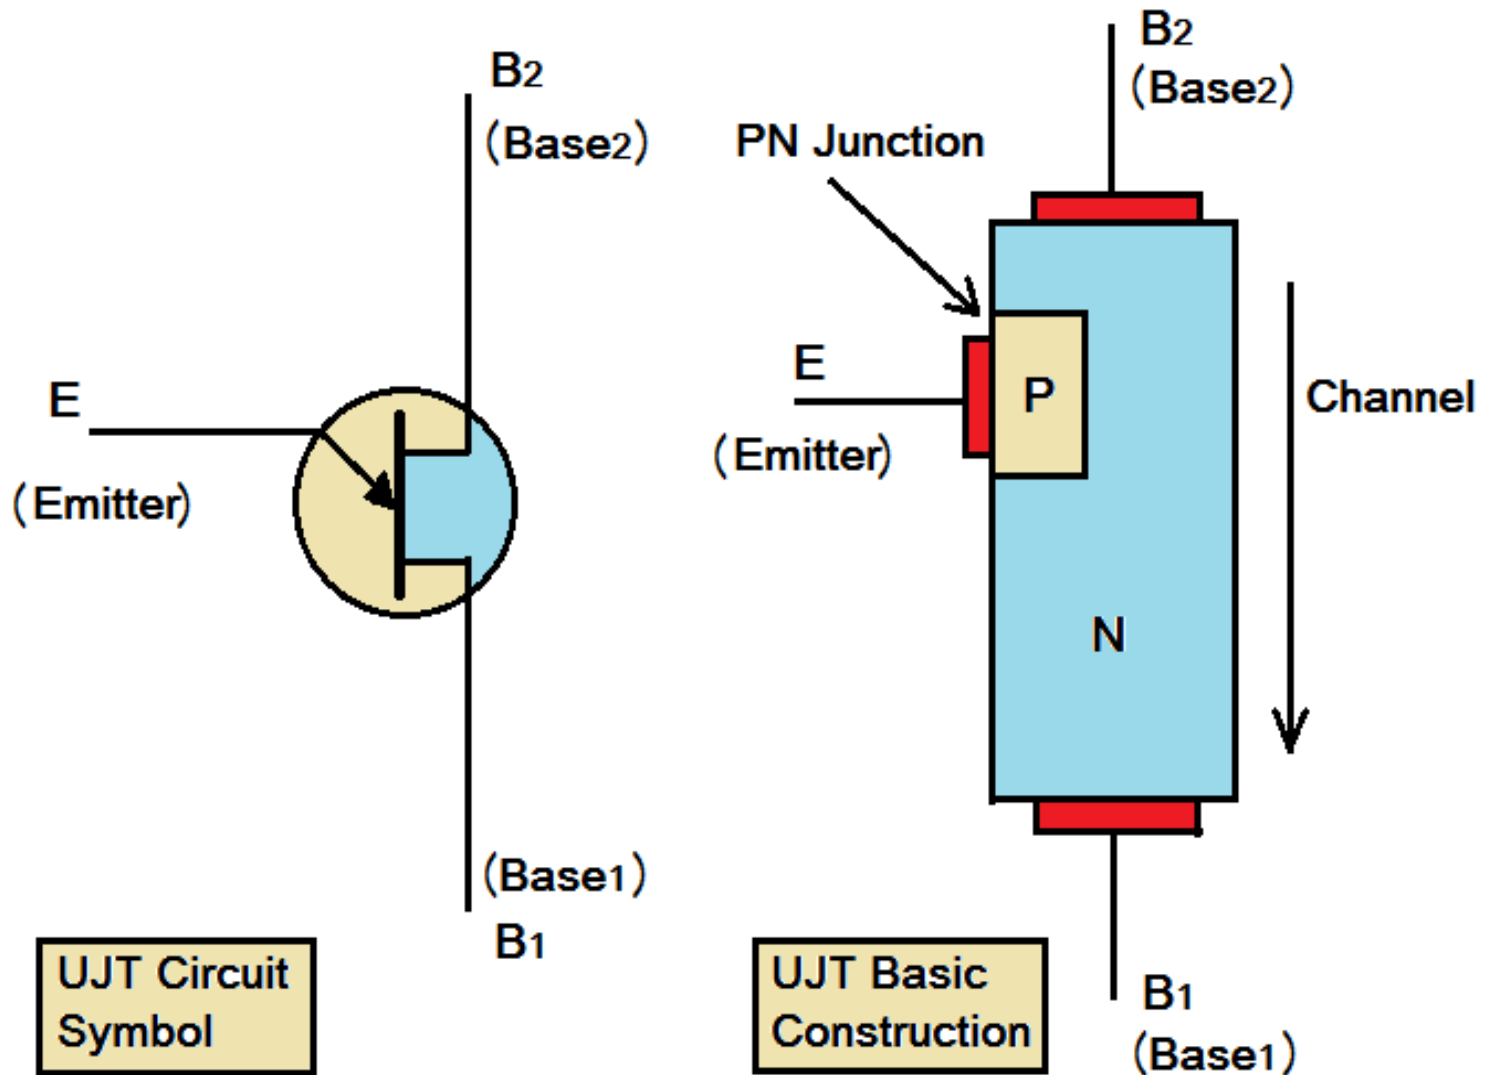 B2
(Base2)
E
(Emitter)
(Base1)
B1
UJT Circuit
Symbol
B2
(Base2)
PN Junction
E
(Emitter)
P
Channel
N
B1
(Base1)
UJT Basic
Construction